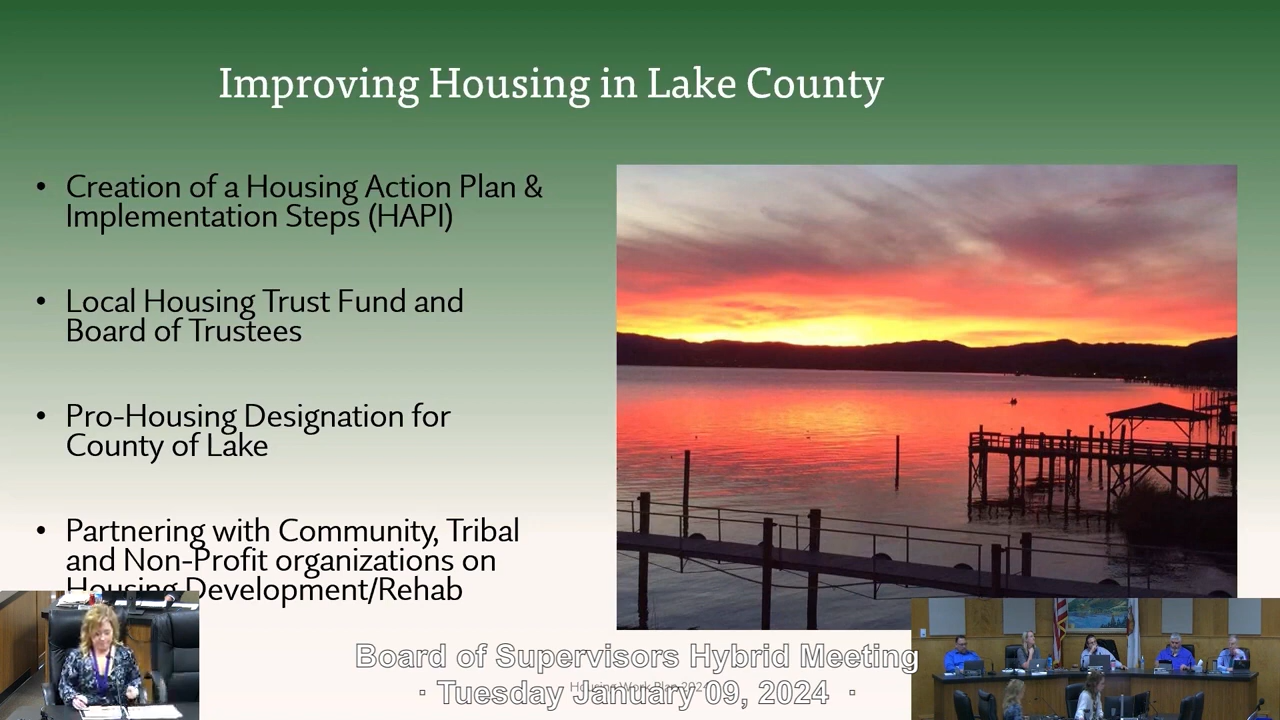 Improving Housing in Lake County
• Creation of a Housing Action Plan &
Implementation Steps (HAPI)
• Local Housing Trust Fund and
Board of Trustees
• Pro-Housing Designation for
County of Lake
• Partnering with Community, Tribal
and Non-Profit organizations on
Housing Development/Rehab
Board of Supervisors Hybrid Meeting
· Tuesday January 09, 2024 ·